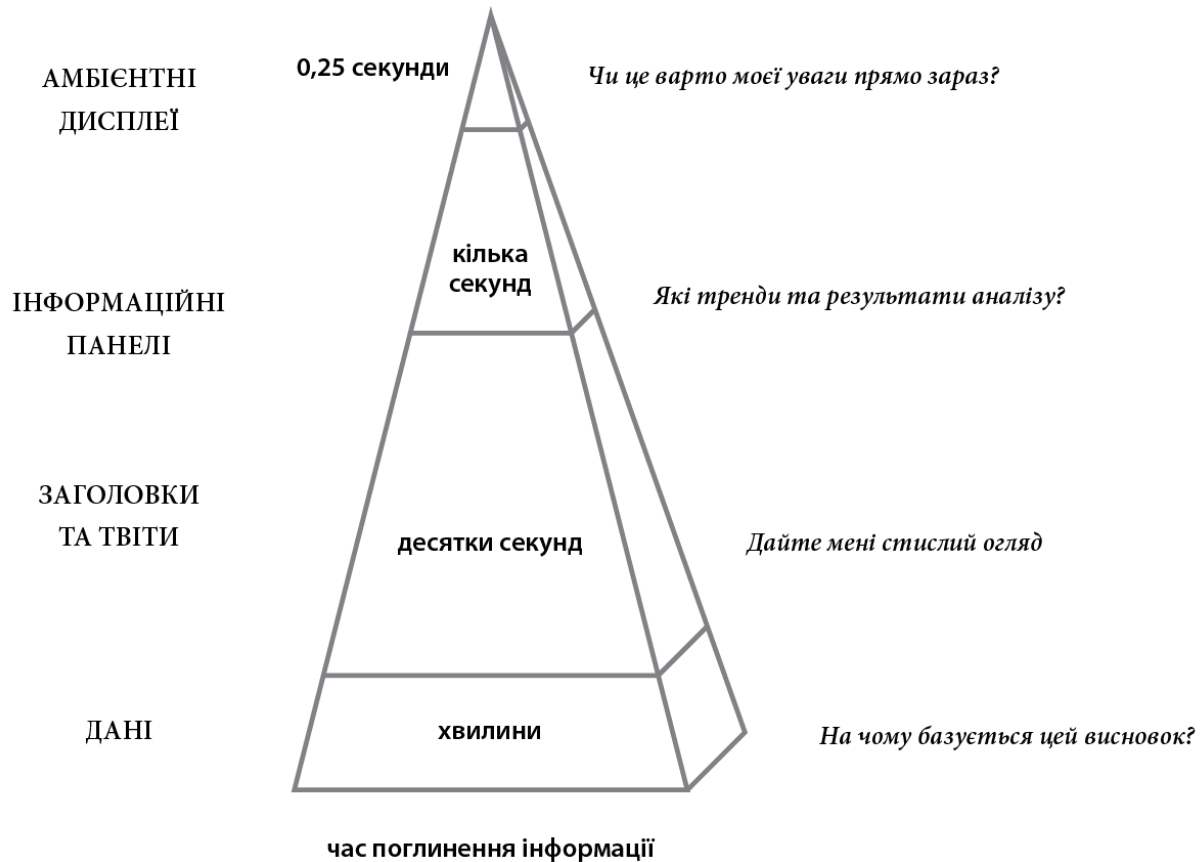 АМБІЄНТНІ
ДИСПЛЕЇ
0,25 секунди
Чи це варто моєї уваги прямо зараз?
ІНФОРМАЦІЙНІ
ПАНЕЛІ
кілька
секунд
Які тренди та результати аналізу?
ЗАГОЛОВКИ
ТА ТВІТИ
десятки секунд
Дайте мені стислий огляд
ДАНІ
хвилини
На чому базується цей висновок?
час поглинення інформації